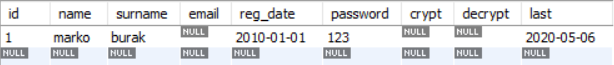 id name surname email reg_date password crypt decrypt last
1 marko burak NULL 2010-01-01 123 NULL NULL 2020-05-06
NULL NULL NULL NULL NULL NULL NULL NULL NULL